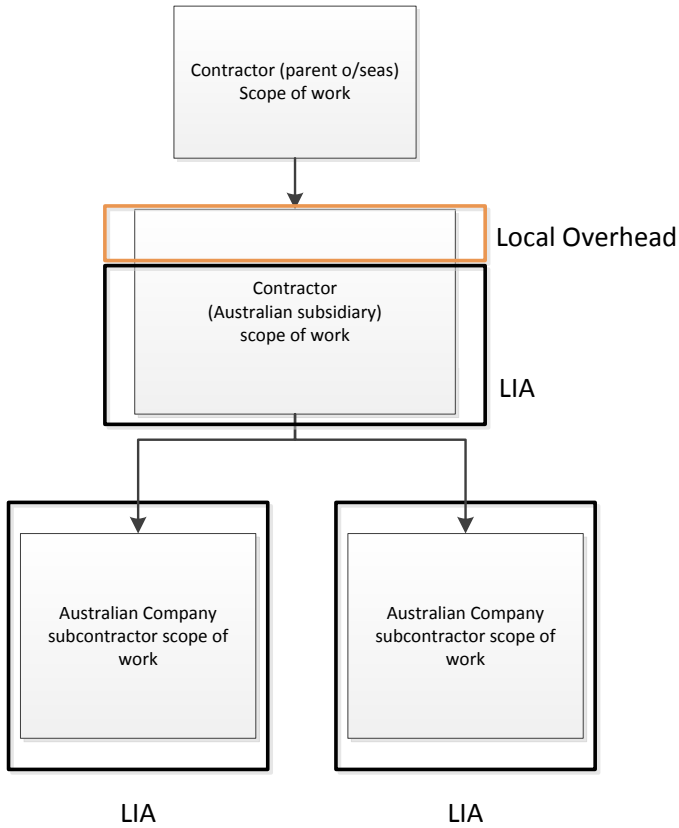 Contractor (parent o/seas)
Scope of work
Local Overhead
Contractor
(Australian subsidiary)
scope of work
LIA
Australian Company
subcontractor scope of
work
Australian Company
subcontractor scope of
work
LIA
LIA